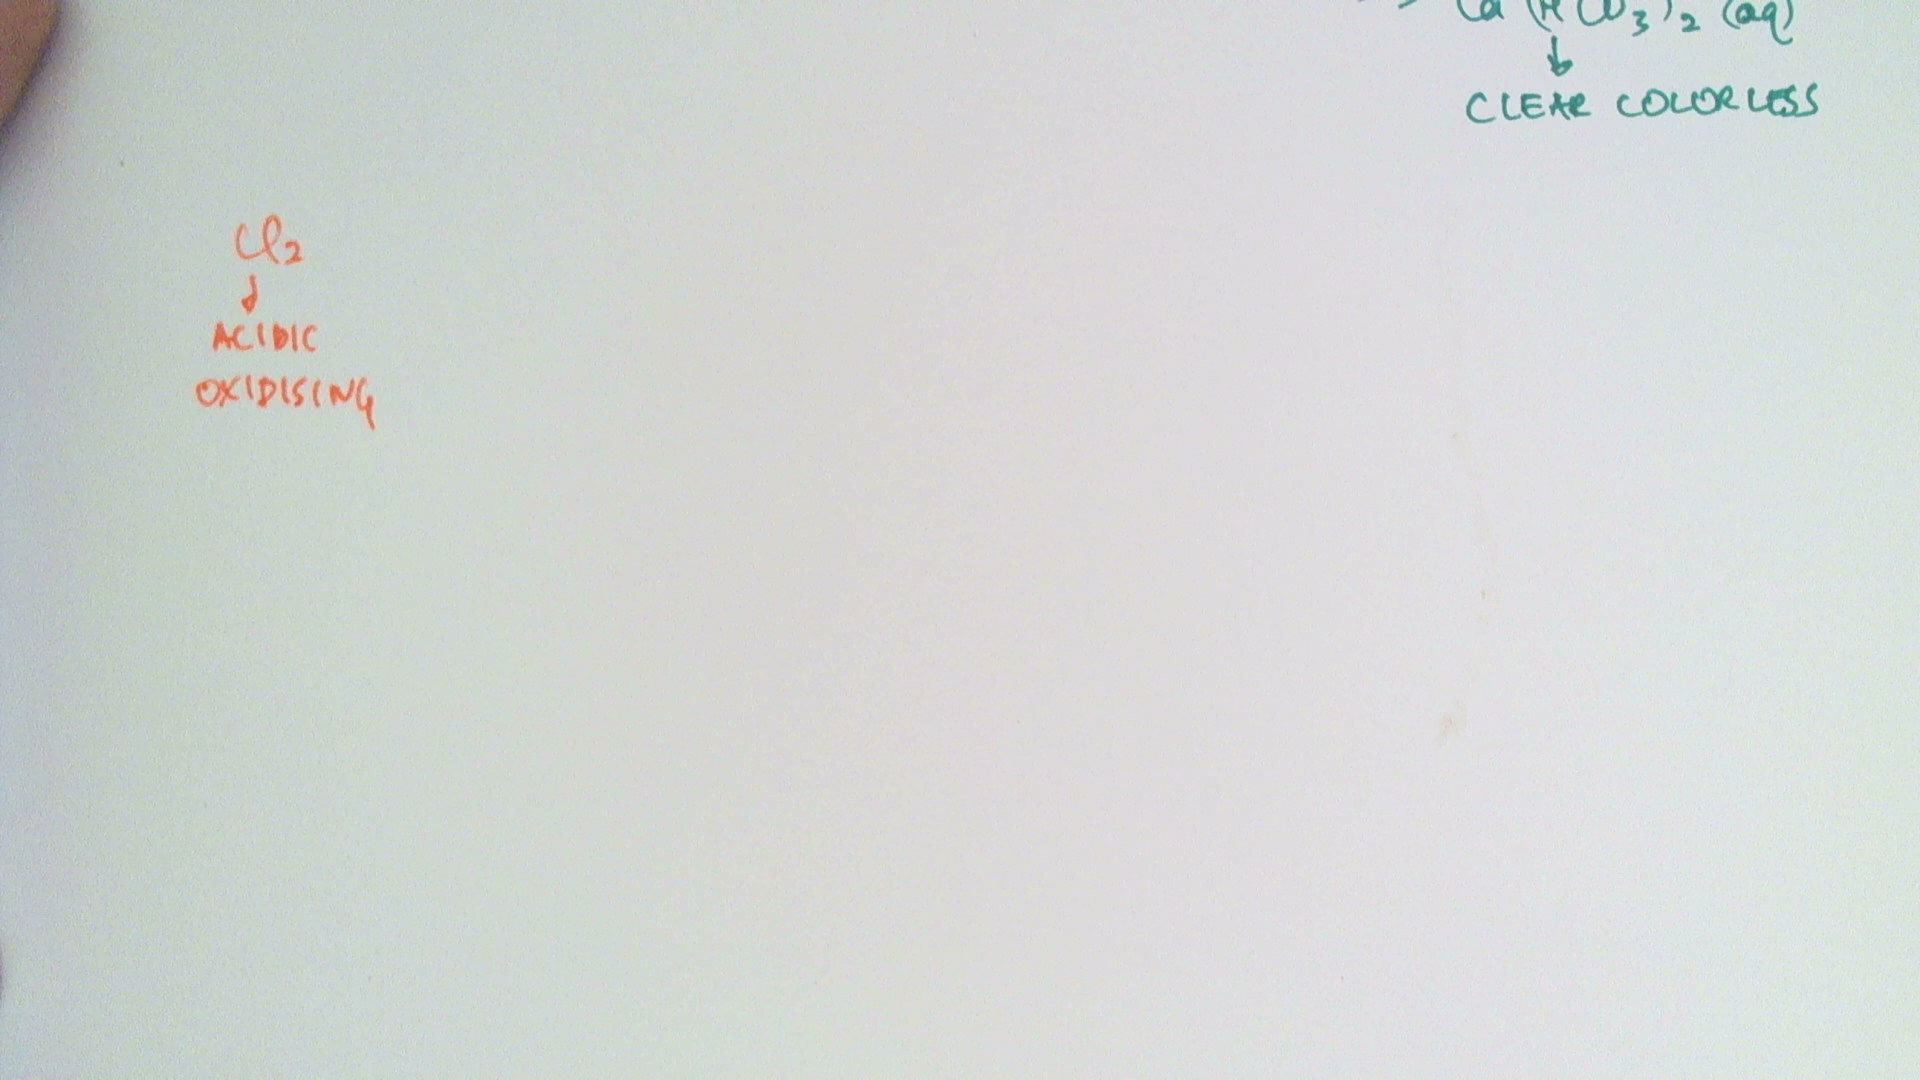 → Ca(HCO₃)₂ (aq)
↓
CLEAR COLORLESS
Cl₂
↓
ACIDIC
OXIDISING